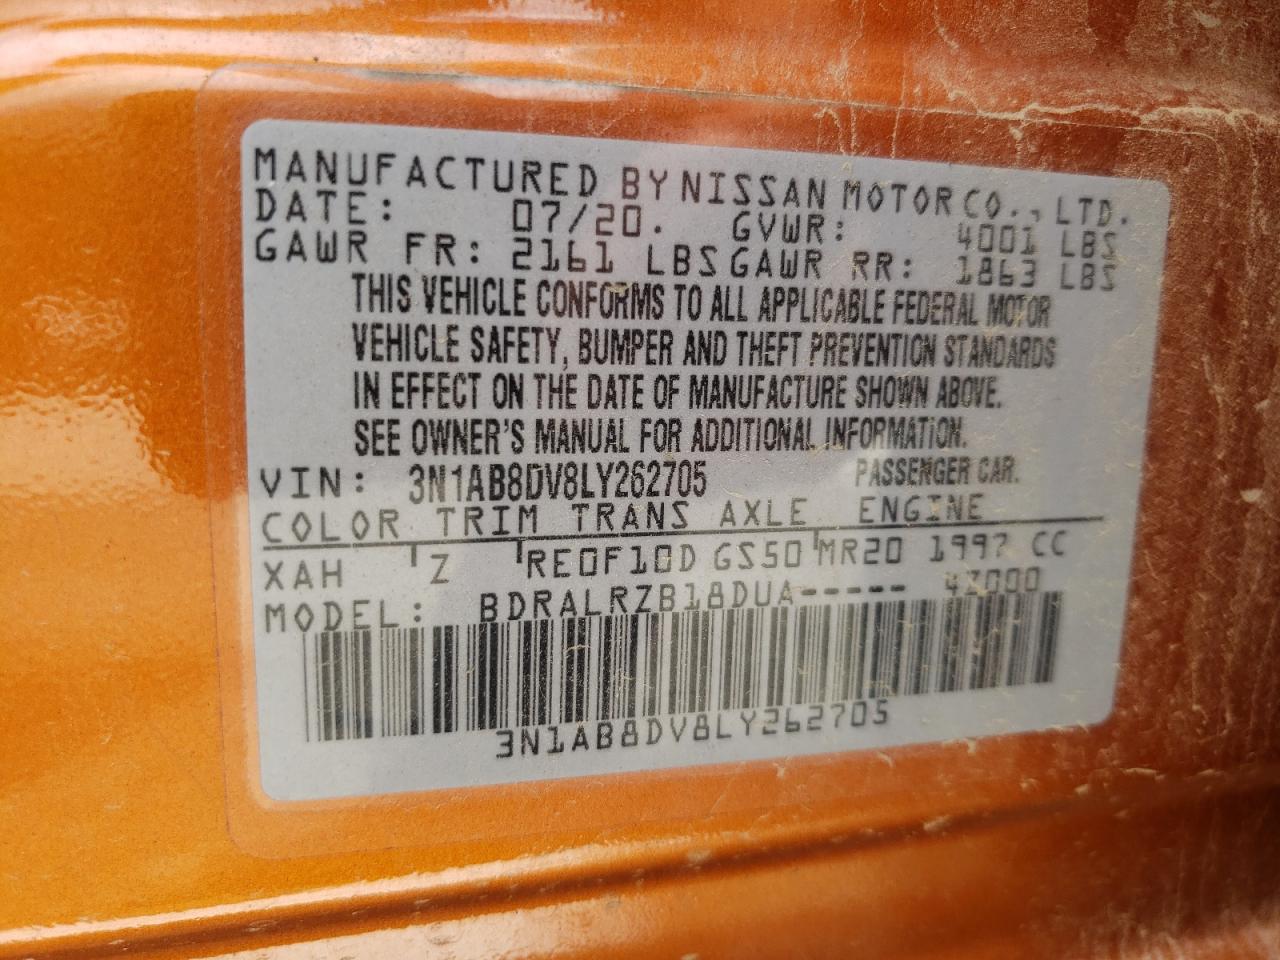 MANUFACTURED BY NISSAN MOTOR CO., LTD.
DATE: 07/20. GVWR: 4001 LBS
GAWR FR: 2161 LBS GAWR RR: 1863 LBS
THIS VEHICLE CONFORMS TO ALL APPLICABLE FEDERAL MOTOR
VEHICLE SAFETY, BUMPER AND THEFT PREVENTION STANDARDS
IN EFFECT ON THE DATE OF MANUFACTURE SHOWN ABOVE.
SEE OWNER'S MANUAL FOR ADDITIONAL INFORMATION.
VIN: 3N1AB8DV8LY262705 PASSENGER CAR.
COLOR TRIM TRANS AXLE ENGINE
XAH Z RE0F10D GS50 MR20 1997 CC
MODEL: BDRALRZB18DUA-----
3N1AB8DV8LY262705